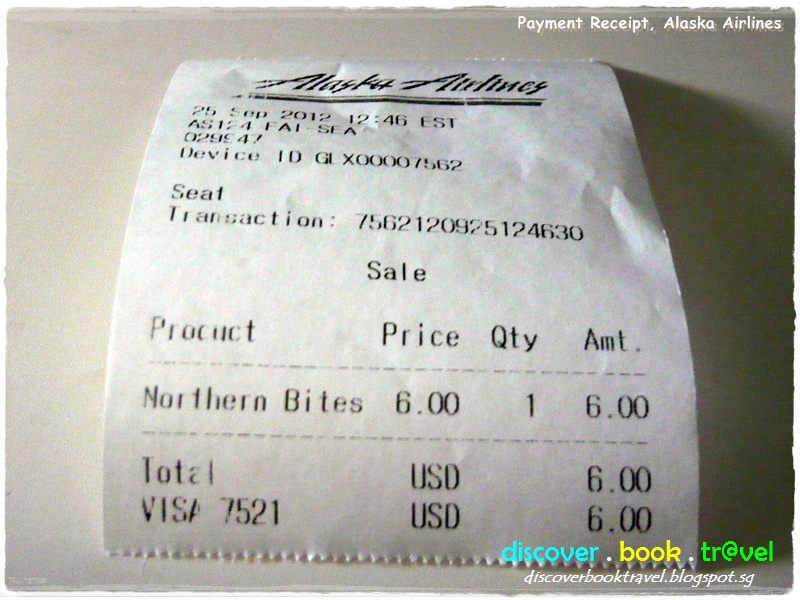 Payment Receipt, Alaska Airlines
Alaska Airlines
25 Sep 2012 12:46 EST
AS124 FAI-SEA
029947
Device ID GLX00007562
Seat
Transaction: 7562120925124630
Sale
Product Price Qty Amt.
Northern Bites 6.00 1 6.00
Total USD 6.00
VISA 7521 USD 6.00
discover . book . tr@vel
discoverbooktravel.blogspot.sg